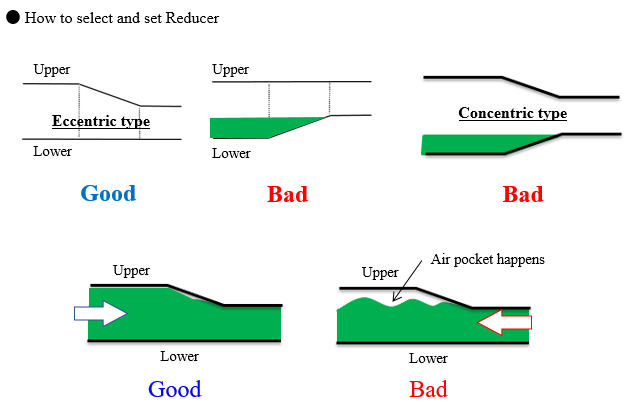 ● How to select and set Reducer
Upper
Eccentric type
Lower
Good
Upper
Lower
Bad
Concentric type
Bad
Upper
Lower
Good
Air pocket happens
Upper
Lower
Bad